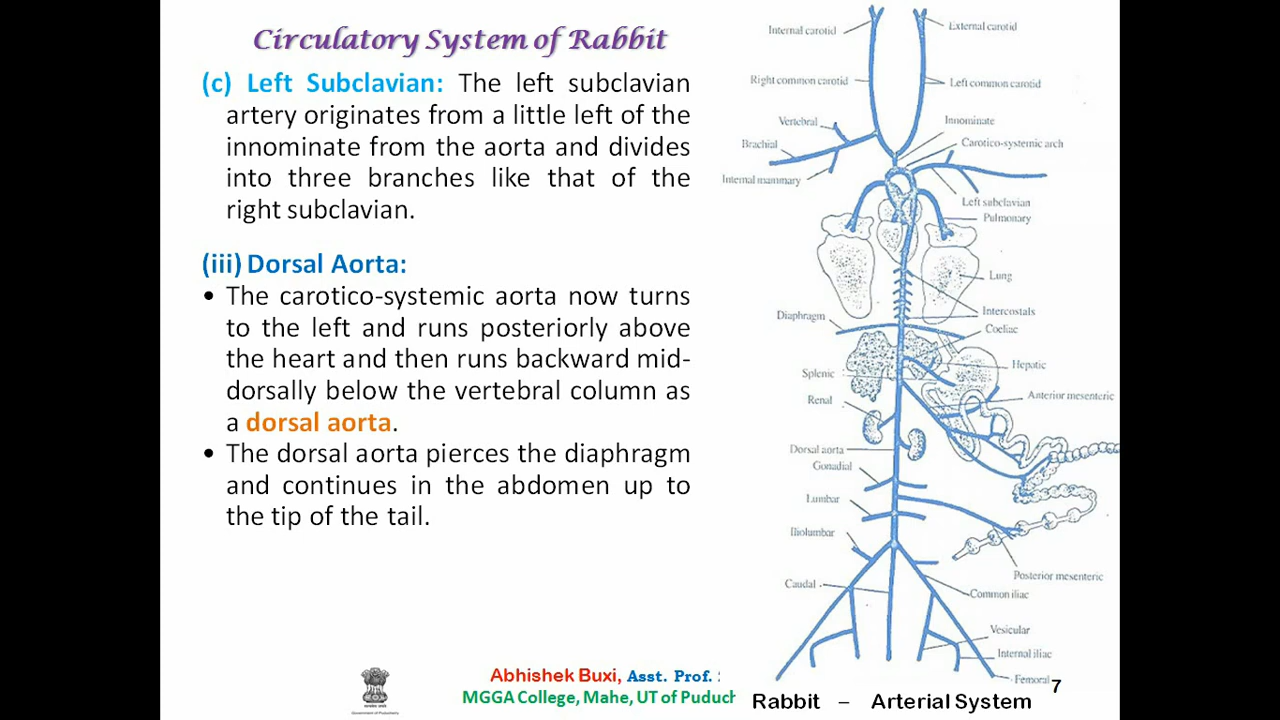 Circulatory System of Rabbit
(c) Left Subclavian: The left subclavian
artery originates from a little left of the
innominate from the aorta and divides
into three branches like that of the
right subclavian.
(iii) Dorsal Aorta:
• The carotico-systemic aorta now turns
to the left and runs posteriorly above
the heart and then runs backward mid-
dorsally below the vertebral column as
a dorsal aorta.
• The dorsal aorta pierces the diaphragm
and continues in the abdomen up to
the tip of the tail.
Internal carotid
External carotid
Right common carotid
Left common carotid
Vertebral
Innominate
Brachial
Carotico-systemic arch
Internal mammary
Left subclavian
Pulmonary
Lung
Intercostals
Diaphragm
Coeliac
Hepatic
Splenic
Anterior mesenteric
Renal
Dorsal aorta
Gonadial
Lumbar
Iliolumbar
Posterior mesenteric
Caudal
Common iliac
Vesicular
Internal iliac
Femoral
Abhishek Buxi, Asst. Prof.
MGGA College, Mahe, UT of Puduch
Rabbit – Arterial System
7